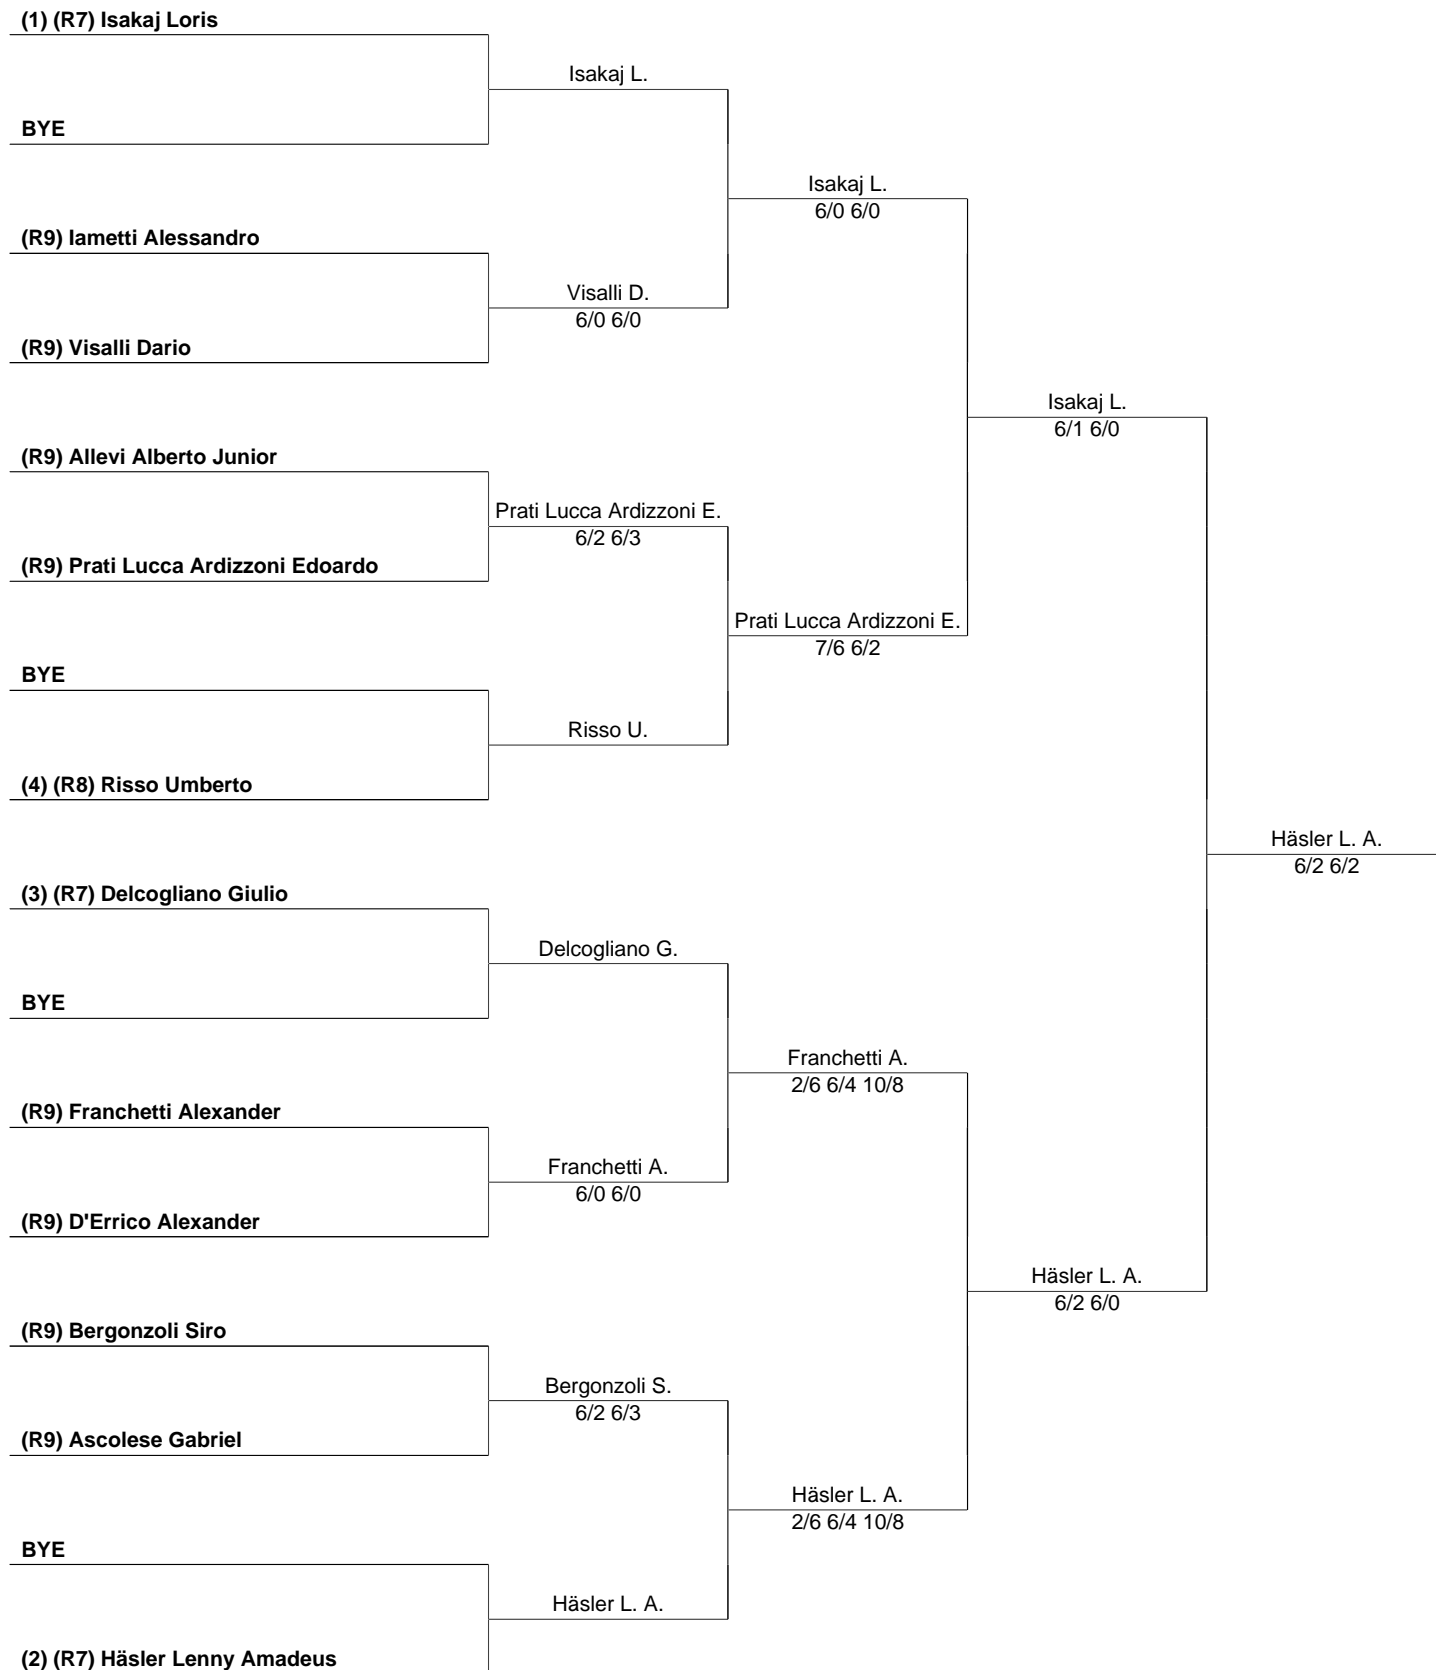 (1) (R7) Isakaj Loris
Isakaj L.
BYE
Isakaj L.
6/0 6/0
(R9) Iametti Alessandro
Visalli D.
6/0 6/0
(R9) Visalli Dario
Isakaj L.
6/1 6/0
(R9) Allevi Alberto Junior
Prati Lucca Ardizzoni E.
6/2 6/3
(R9) Prati Lucca Ardizzoni Edoardo
Prati Lucca Ardizzoni E.
7/6 6/2
BYE
Risso U.
(4) (R8) Risso Umberto
Häsler L. A.
6/2 6/2
(3) (R7) Delcogliano Giulio
Delcogliano G.
BYE
Franchetti A.
2/6 6/4 10/8
(R9) Franchetti Alexander
Franchetti A.
6/0 6/0
(R9) D'Errico Alexander
Häsler L. A.
6/2 6/0
(R9) Bergonzoli Siro
Bergonzoli S.
6/2 6/3
(R9) Ascolese Gabriel
Häsler L. A.
2/6 6/4 10/8
BYE
Häsler L. A.
(2) (R7) Häsler Lenny Amadeus